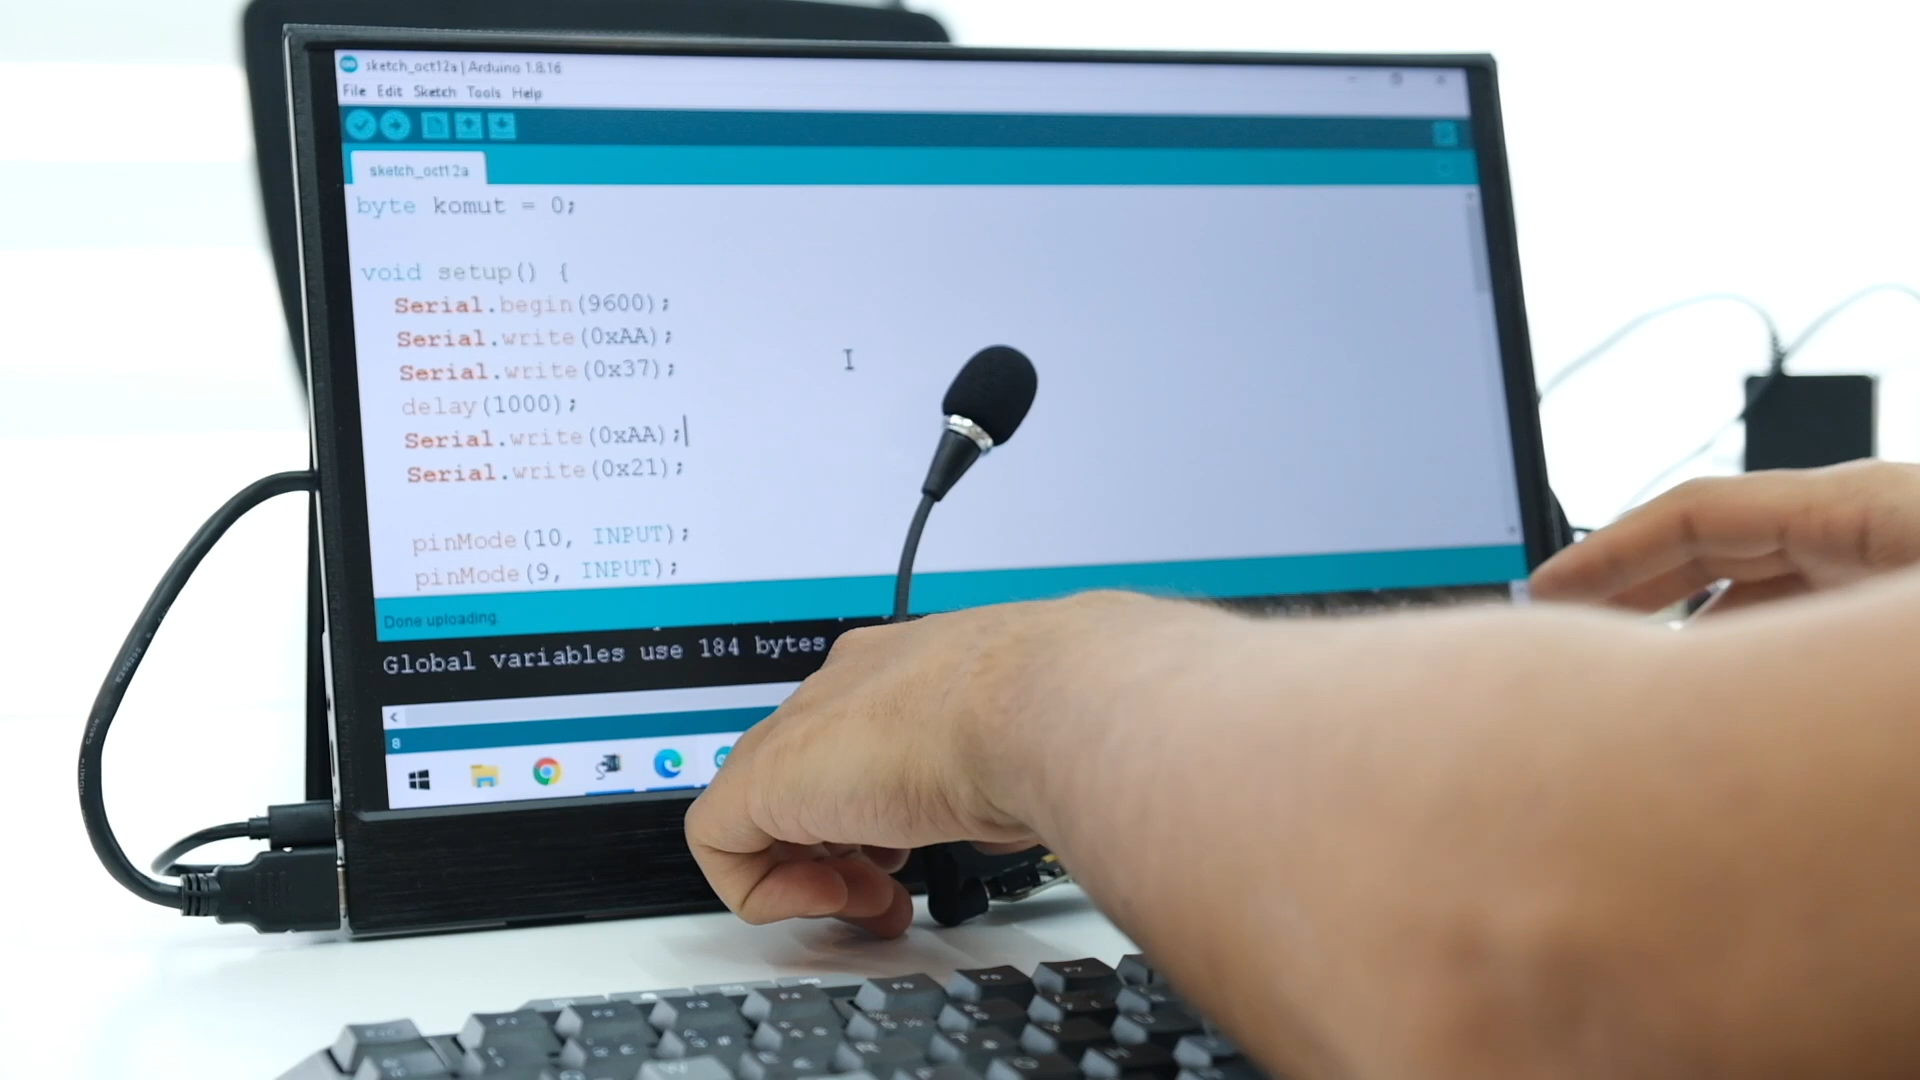 sketch_oct12a | Arduino 1.8.16
File Edit Sketch Tools Help
sketch_oct12a
byte komut = 0;
void setup() {
Serial.begin(9600);
Serial.write(0xAA);
Serial.write(0x37);
delay(1000);
Serial.write(0xAA);
Serial.write(0x21);
pinMode(10, INPUT);
pinMode(9, INPUT);
Done uploading.
Global variables use 184 bytes
8